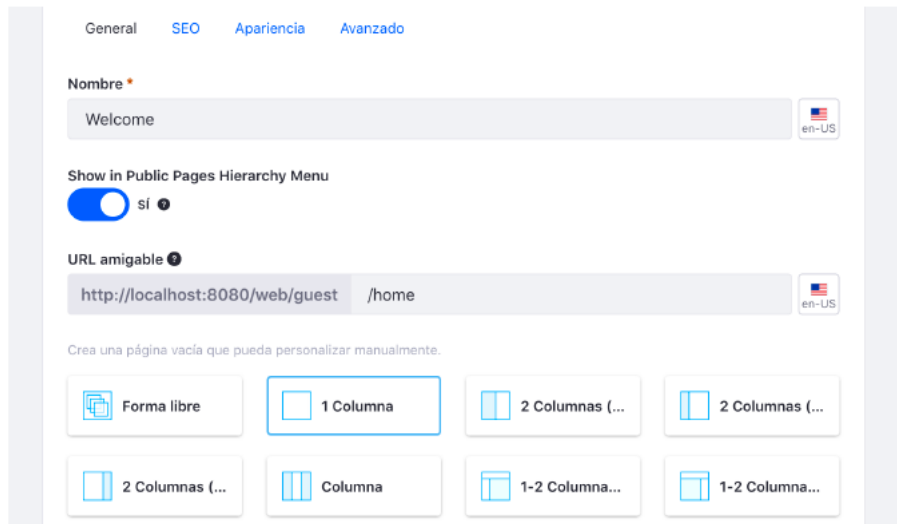 General SEO Apariencia Avanzado
Nombre *
Welcome
en-US
Show in Public Pages Hierarchy Menu
sí ?
URL amigable ?
http://localhost:8080/web/guest /home
en-US
Crea una página vacía que pueda personalizar manualmente.
Forma libre 1 Columna 2 Columnas (... 2 Columnas (...
2 Columnas (... Columna 1-2 Columna... 1-2 Columna...